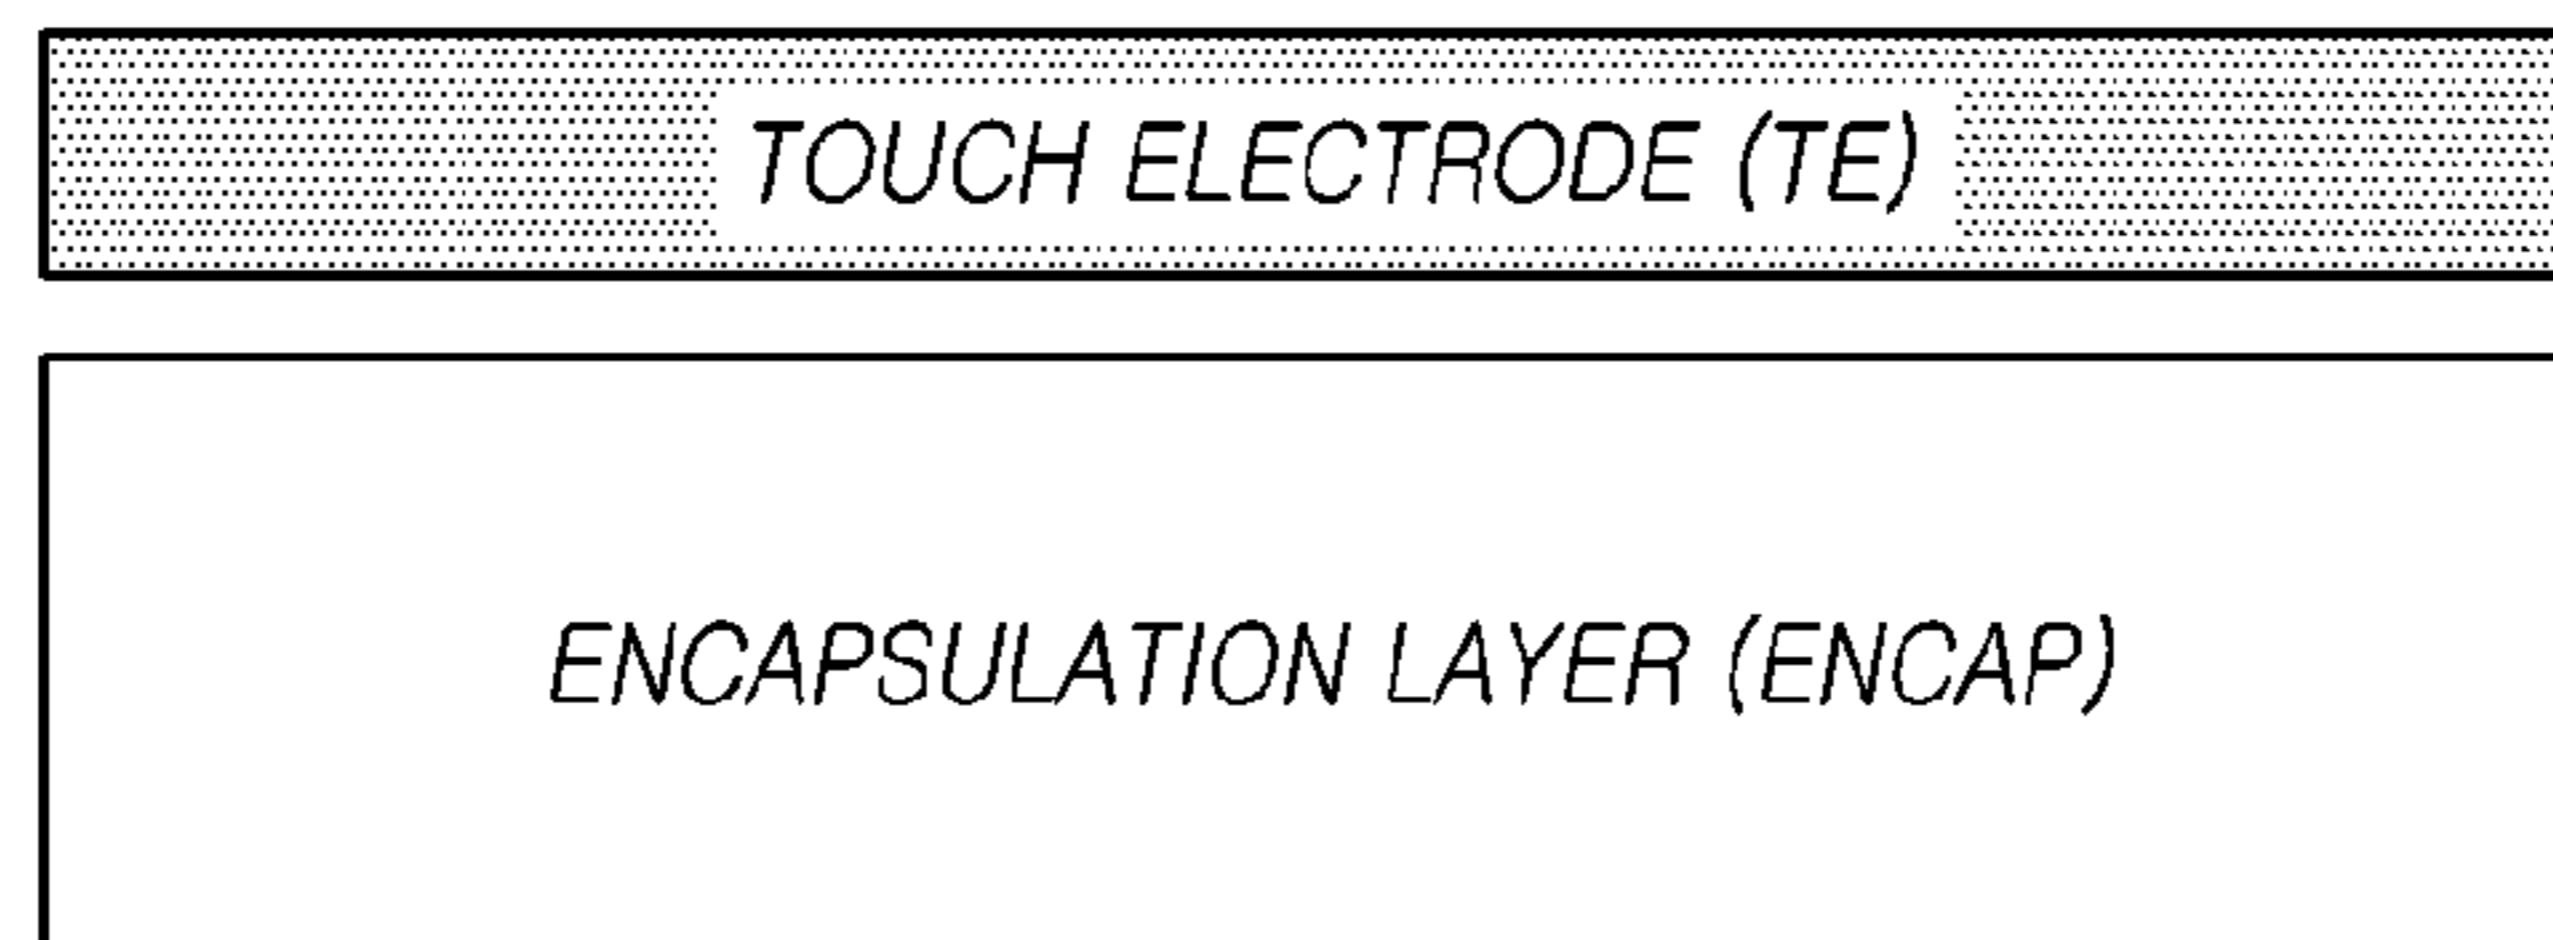 TOUCH ELECTRODE (TE)
ENCAPSULATION LAYER (ENCAP)